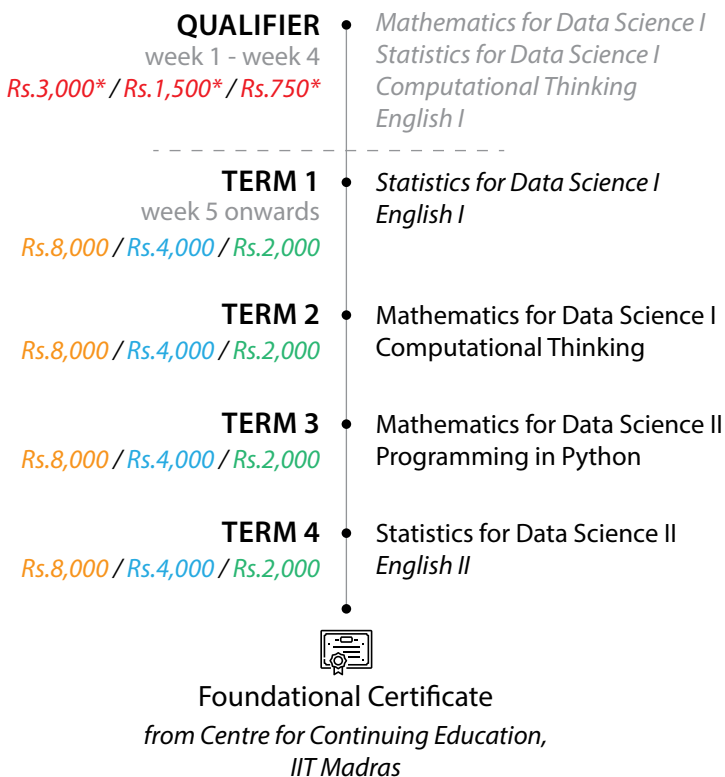 QUALIFIER
week 1 - week 4
Rs.3,000* / Rs.1,500* / Rs.750*
Mathematics for Data Science I
Statistics for Data Science I
Computational Thinking
English I
TERM 1
week 5 onwards
Rs.8,000 / Rs.4,000 / Rs.2,000
Statistics for Data Science I
English I
TERM 2
Rs.8,000 / Rs.4,000 / Rs.2,000
Mathematics for Data Science I
Computational Thinking
TERM 3
Rs.8,000 / Rs.4,000 / Rs.2,000
Mathematics for Data Science II
Programming in Python
TERM 4
Rs.8,000 / Rs.4,000 / Rs.2,000
Statistics for Data Science II
English II
Foundational Certificate
from Centre for Continuing Education,
IIT Madras